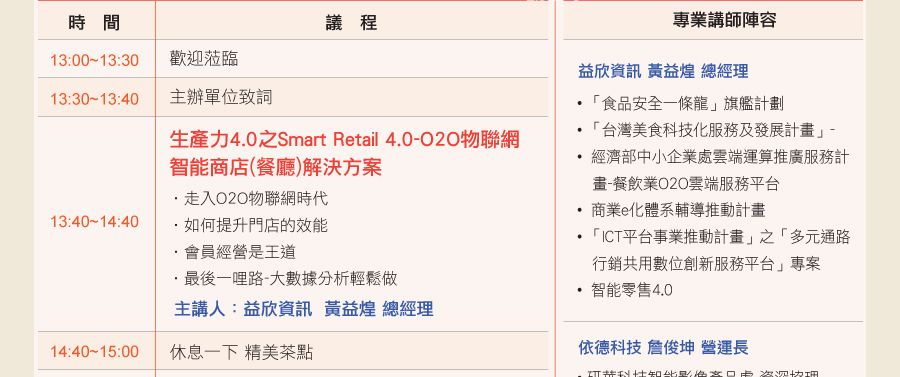 時 間
議 程
13:00~13:30
歡迎蒞臨
13:30~13:40
主辦單位致詞
13:40~14:40
生產力4.0之Smart Retail 4.0-O2O物聯網
智能商店(餐廳)解決方案
・走入O2O物聯網時代
・如何提升門店的效能
・會員經營是王道
・最後一哩路-大數據分析輕鬆做
主講人：益欣資訊 黃益煌 總經理
14:40~15:00
休息一下 精美茶點
專業講師陣容
益欣資訊 黃益煌 總經理
• 「食品安全一條龍」旗艦計劃
• 「台灣美食科技化服務及發展計畫」-
• 經濟部中小企業處雲端運算推廣服務計
畫-餐飲業O2O雲端服務平台
• 商業e化體系輔導推動計畫
• 「ICT平台事業推動計畫」之「多元通路
行銷共用數位創新服務平台」專案
• 智能零售4.0
依德科技 詹俊坤 營運長